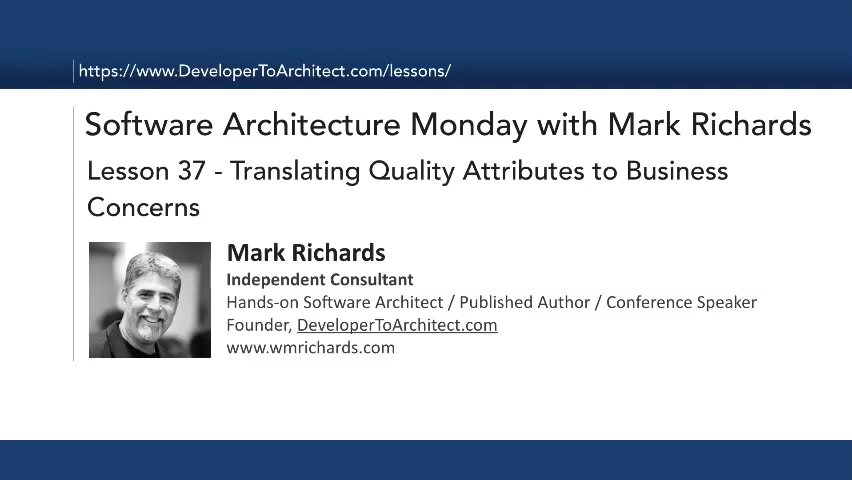 https://www.DeveloperToArchitect.com/lessons/
Software Architecture Monday with Mark Richards
Lesson 37 - Translating Quality Attributes to Business
Concerns
Mark Richards
Independent Consultant
Hands-on Software Architect / Published Author / Conference Speaker
Founder, DeveloperToArchitect.com
www.wmrichards.com